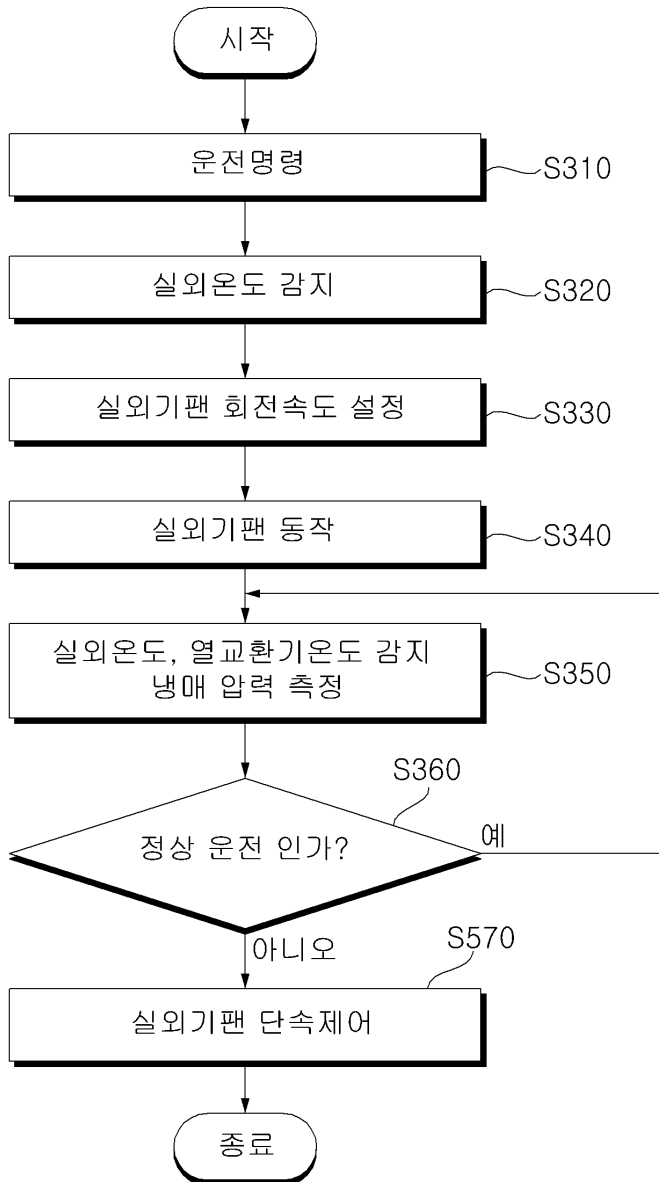 시작
운전명령
S310
실외온도 감지
S320
실외기팬 회전속도 설정
S330
실외기팬 동작
S340
실외온도, 열교환기온도 감지
냉매 압력 측정
S350
S360
정상 운전 인가?
예
아니오
S570
실외기팬 단속제어
종료